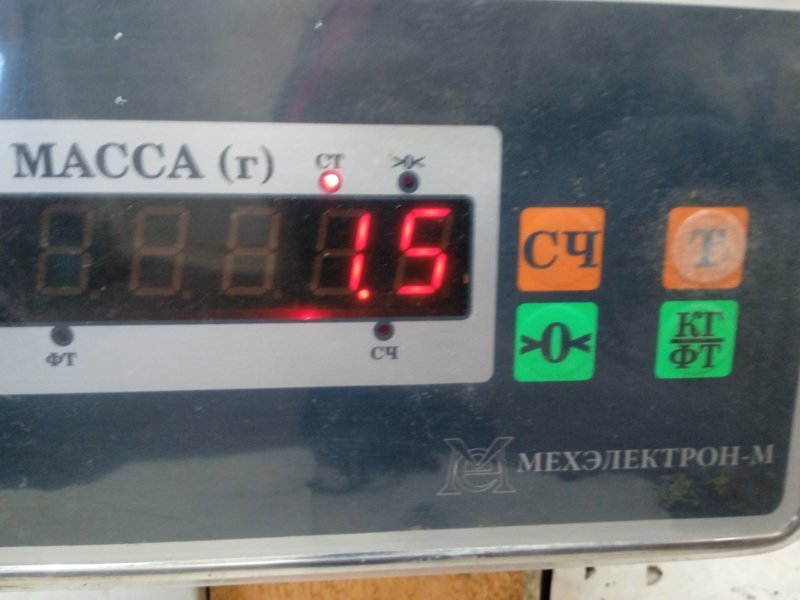 МАССА (г)
СТ >0<
1.5
ФТ СЧ
СЧ Т
>0< КГ
ФТ
МЕХЭЛЕКТРОН-М